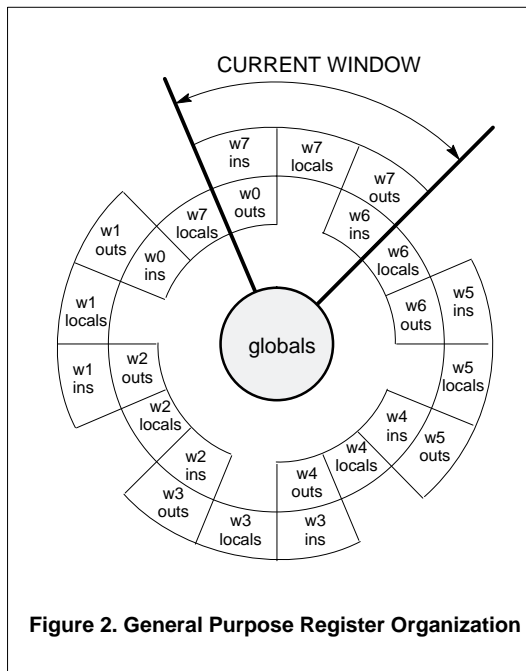 CURRENT WINDOW
w7
ins
w7
locals
w7
outs
w0
outs
w7
locals
w0
ins
w1
outs
w1
locals
w1
ins
w2
outs
w2
locals
w2
ins
w3
outs
w3
locals
w3
ins
w4
outs
w4
locals
w4
ins
w5
outs
w5
locals
w5
ins
w6
outs
w6
locals
w6
ins
globals
Figure 2. General Purpose Register Organization